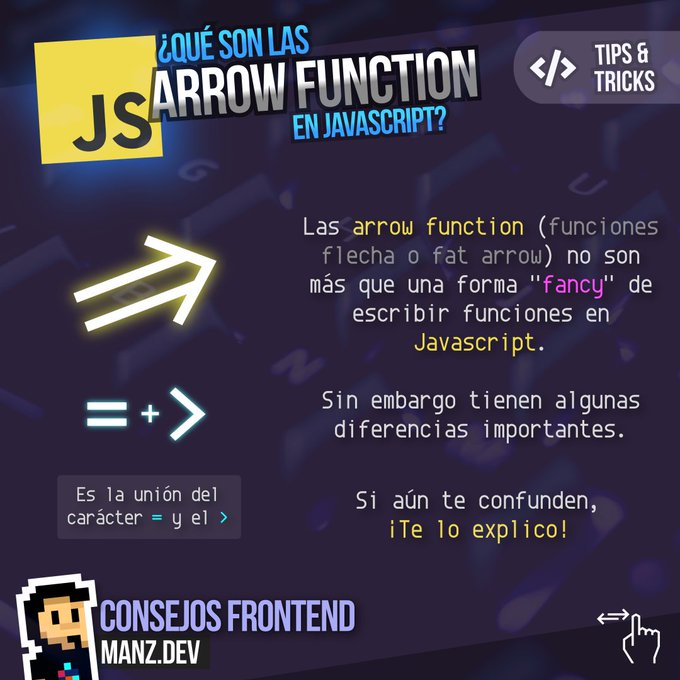 JS
¿QUÉ SON LAS
ARROW FUNCTION
EN JAVASCRIPT?
</>
TIPS &
TRICKS
Las arrow function (funciones
flecha o fat arrow) no son
más que una forma "fancy" de
escribir funciones en
Javascript.
= + >
Sin embargo tienen algunas
diferencias importantes.
Es la unión del
carácter = y el >
Si aún te confunden,
¡Te lo explico!
CONSEJOS FRONTEND
MANZ.DEV